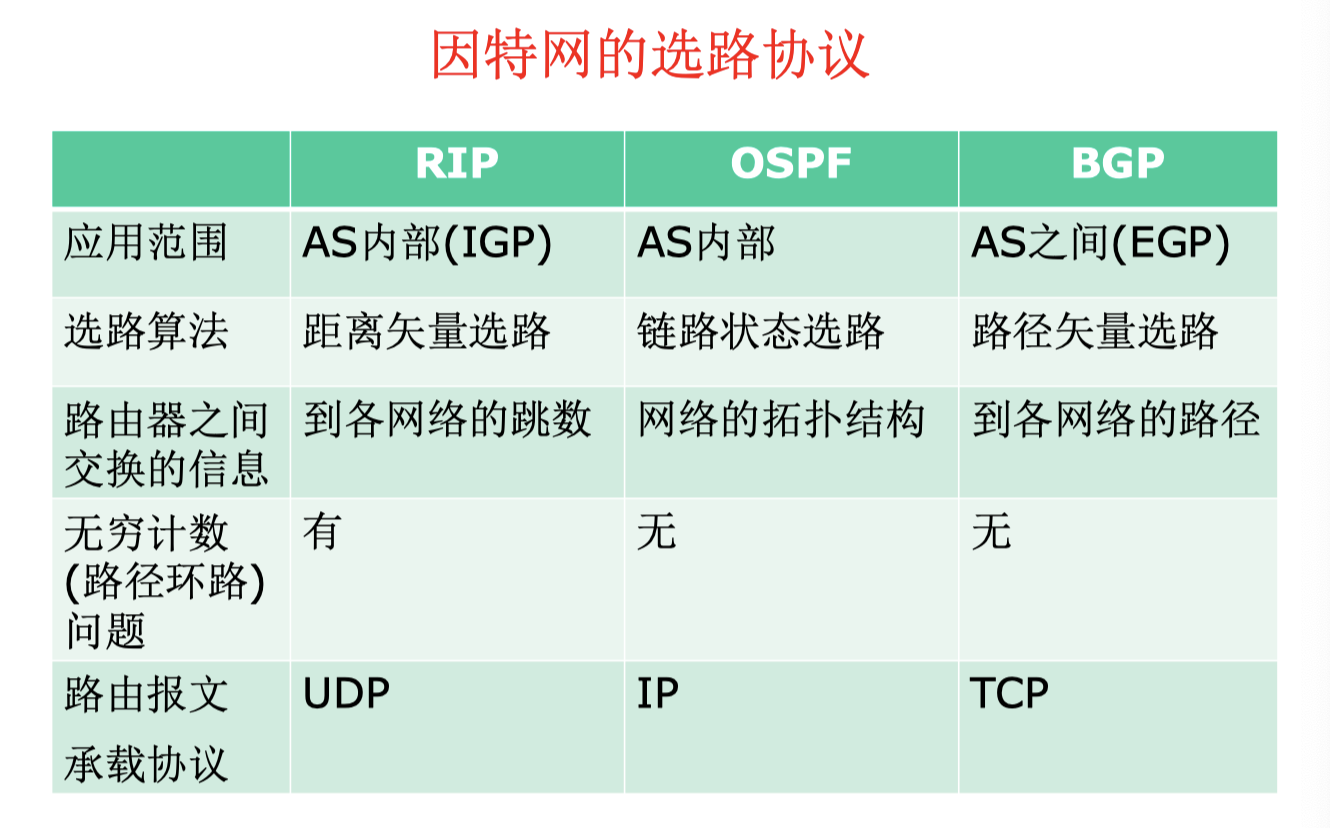 因特网的选路协议
RIP OSPF BGP
应用范围 AS内部(IGP) AS内部 AS之间(EGP)
选路算法 距离矢量选路 链路状态选路 路径矢量选路
路由器之间 到各网络的跳数 网络的拓扑结构 到各网络的路径
交换的信息
无穷计数 有 无 无
(路径环路)
问题
路由报文 UDP IP TCP
承载协议